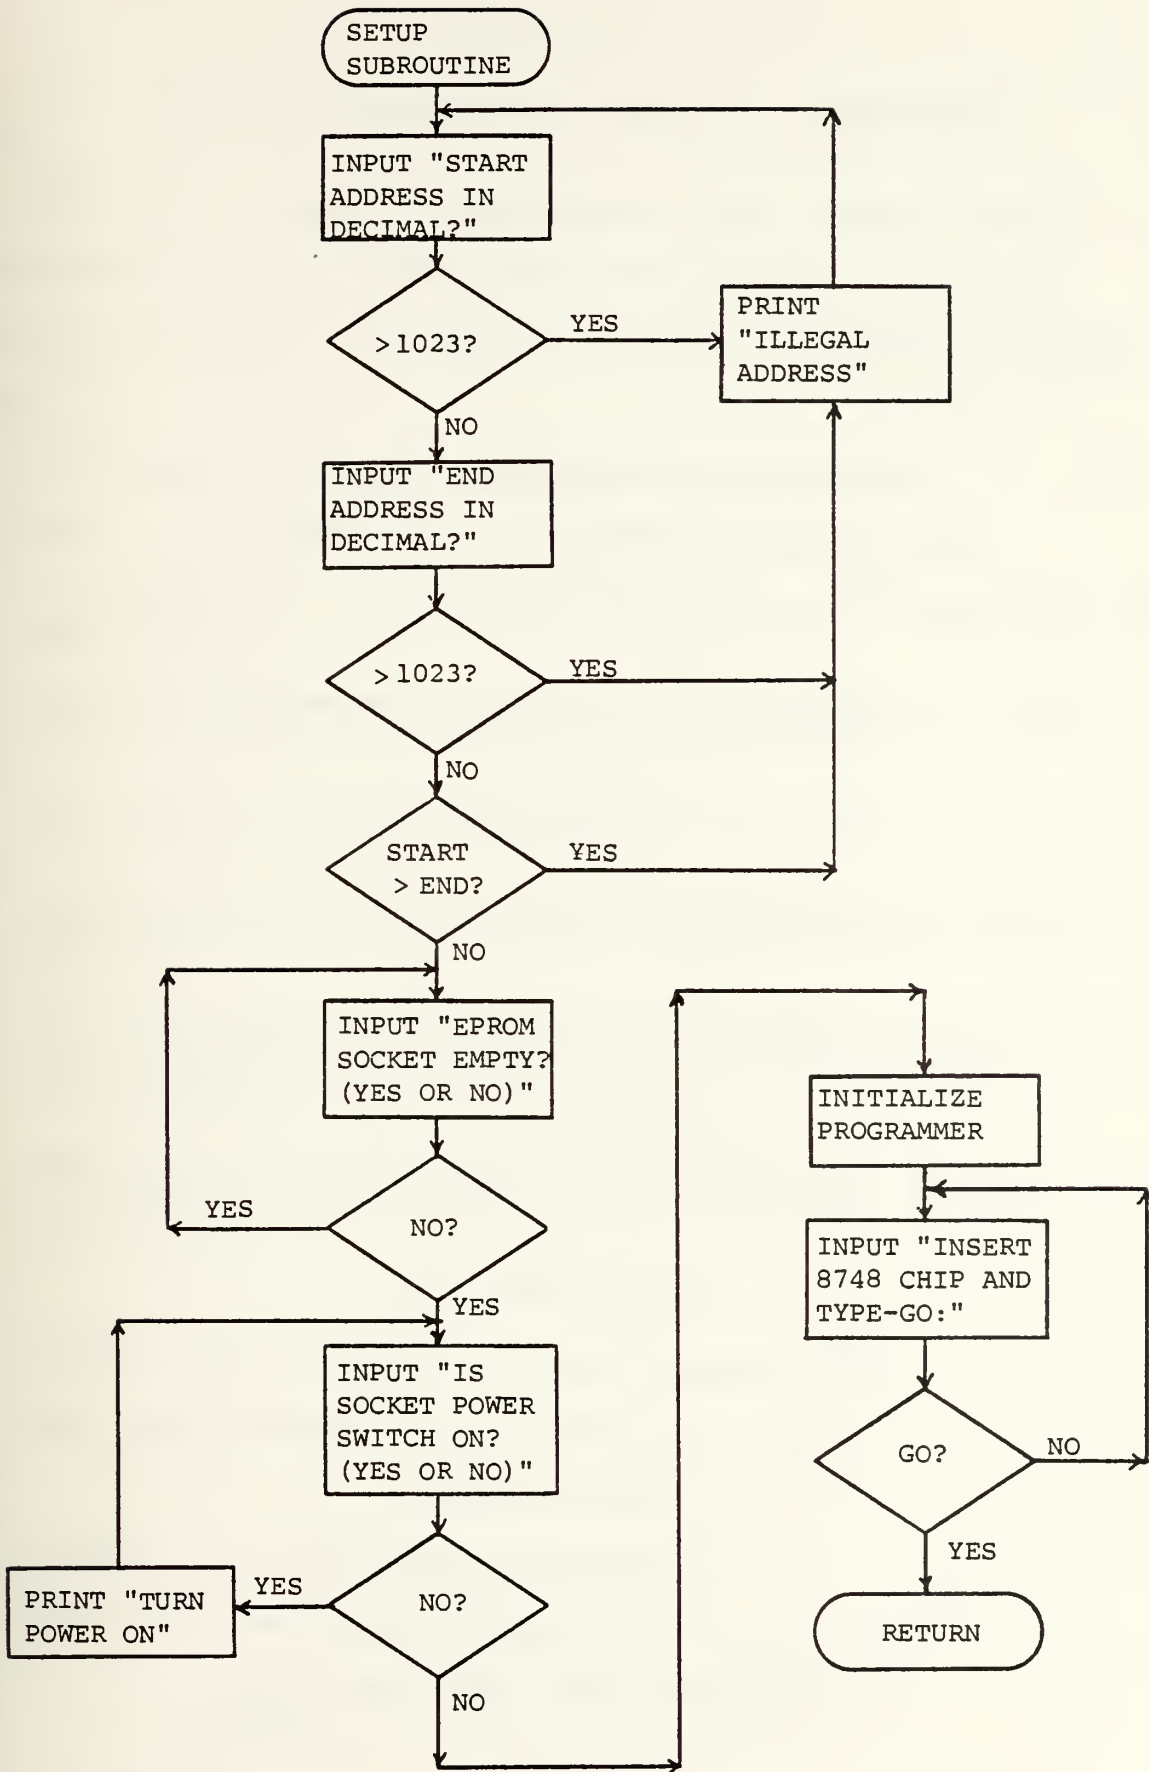 SETUP
SUBROUTINE
INPUT "START
ADDRESS IN
DECIMAL?"
>1023?
YES
PRINT
"ILLEGAL
ADDRESS"
NO
INPUT "END
ADDRESS IN
DECIMAL?"
>1023?
YES
NO
START
> END?
YES
NO
INPUT "EPROM
SOCKET EMPTY?
(YES OR NO)"
NO?
YES
YES
INPUT "IS
SOCKET POWER
SWITCH ON?
(YES OR NO)"
NO?
YES
PRINT "TURN
POWER ON"
NO
INITIALIZE
PROGRAMMER
INPUT "INSERT
8748 CHIP AND
TYPE-GO:"
GO?
NO
YES
RETURN